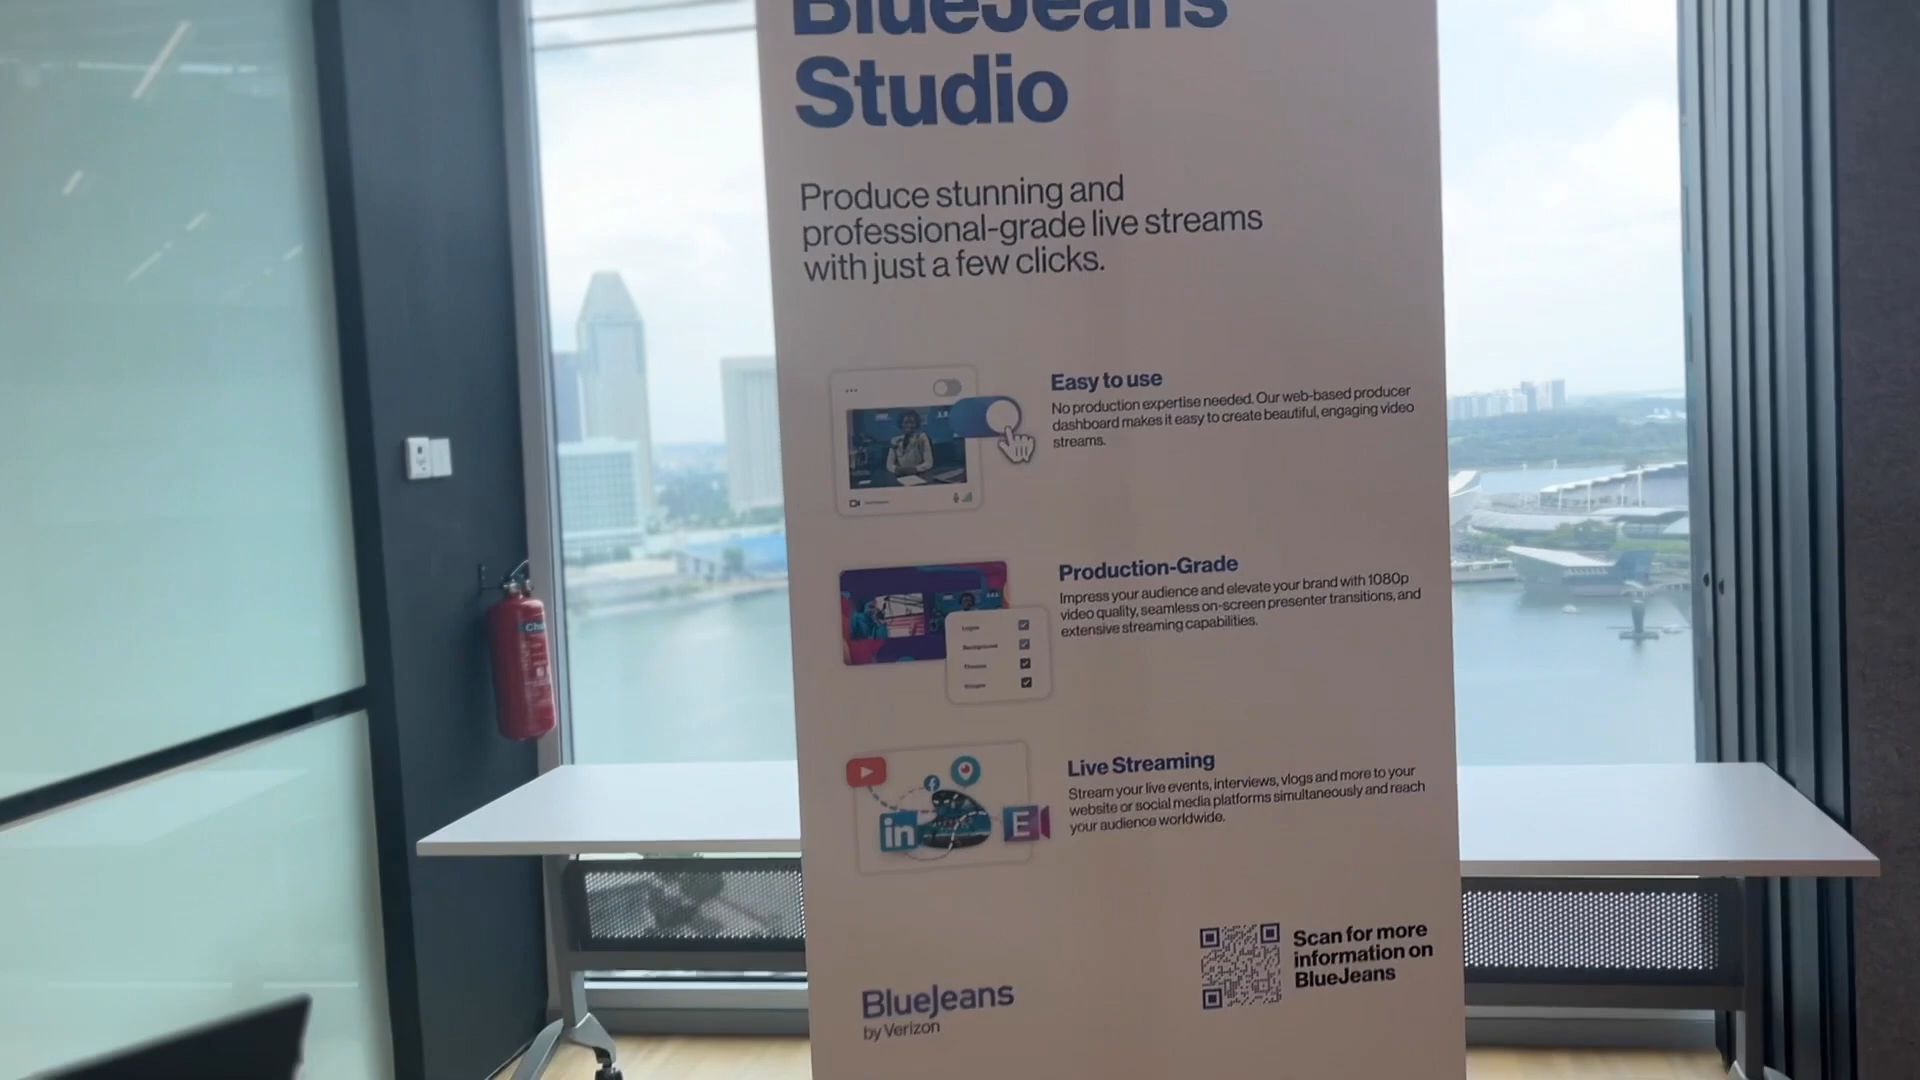 BlueJeans
Studio
Produce stunning and
professional-grade live streams
with just a few clicks.
Easy to use
No production expertise needed. Our web-based producer
dashboard makes it easy to create beautiful, engaging video
streams.
Production-Grade
Impress your audience and elevate your brand with 1080p
video quality, seamless on-screen presenter transitions, and
extensive streaming capabilities.
Logos
Background
Live Streaming
Stream your live events, interviews, vlogs and more to your
website or social media platforms simultaneously and reach
your audience worldwide.
in
E
Scan for more
information on
BlueJeans
BlueJeans
by Verizon